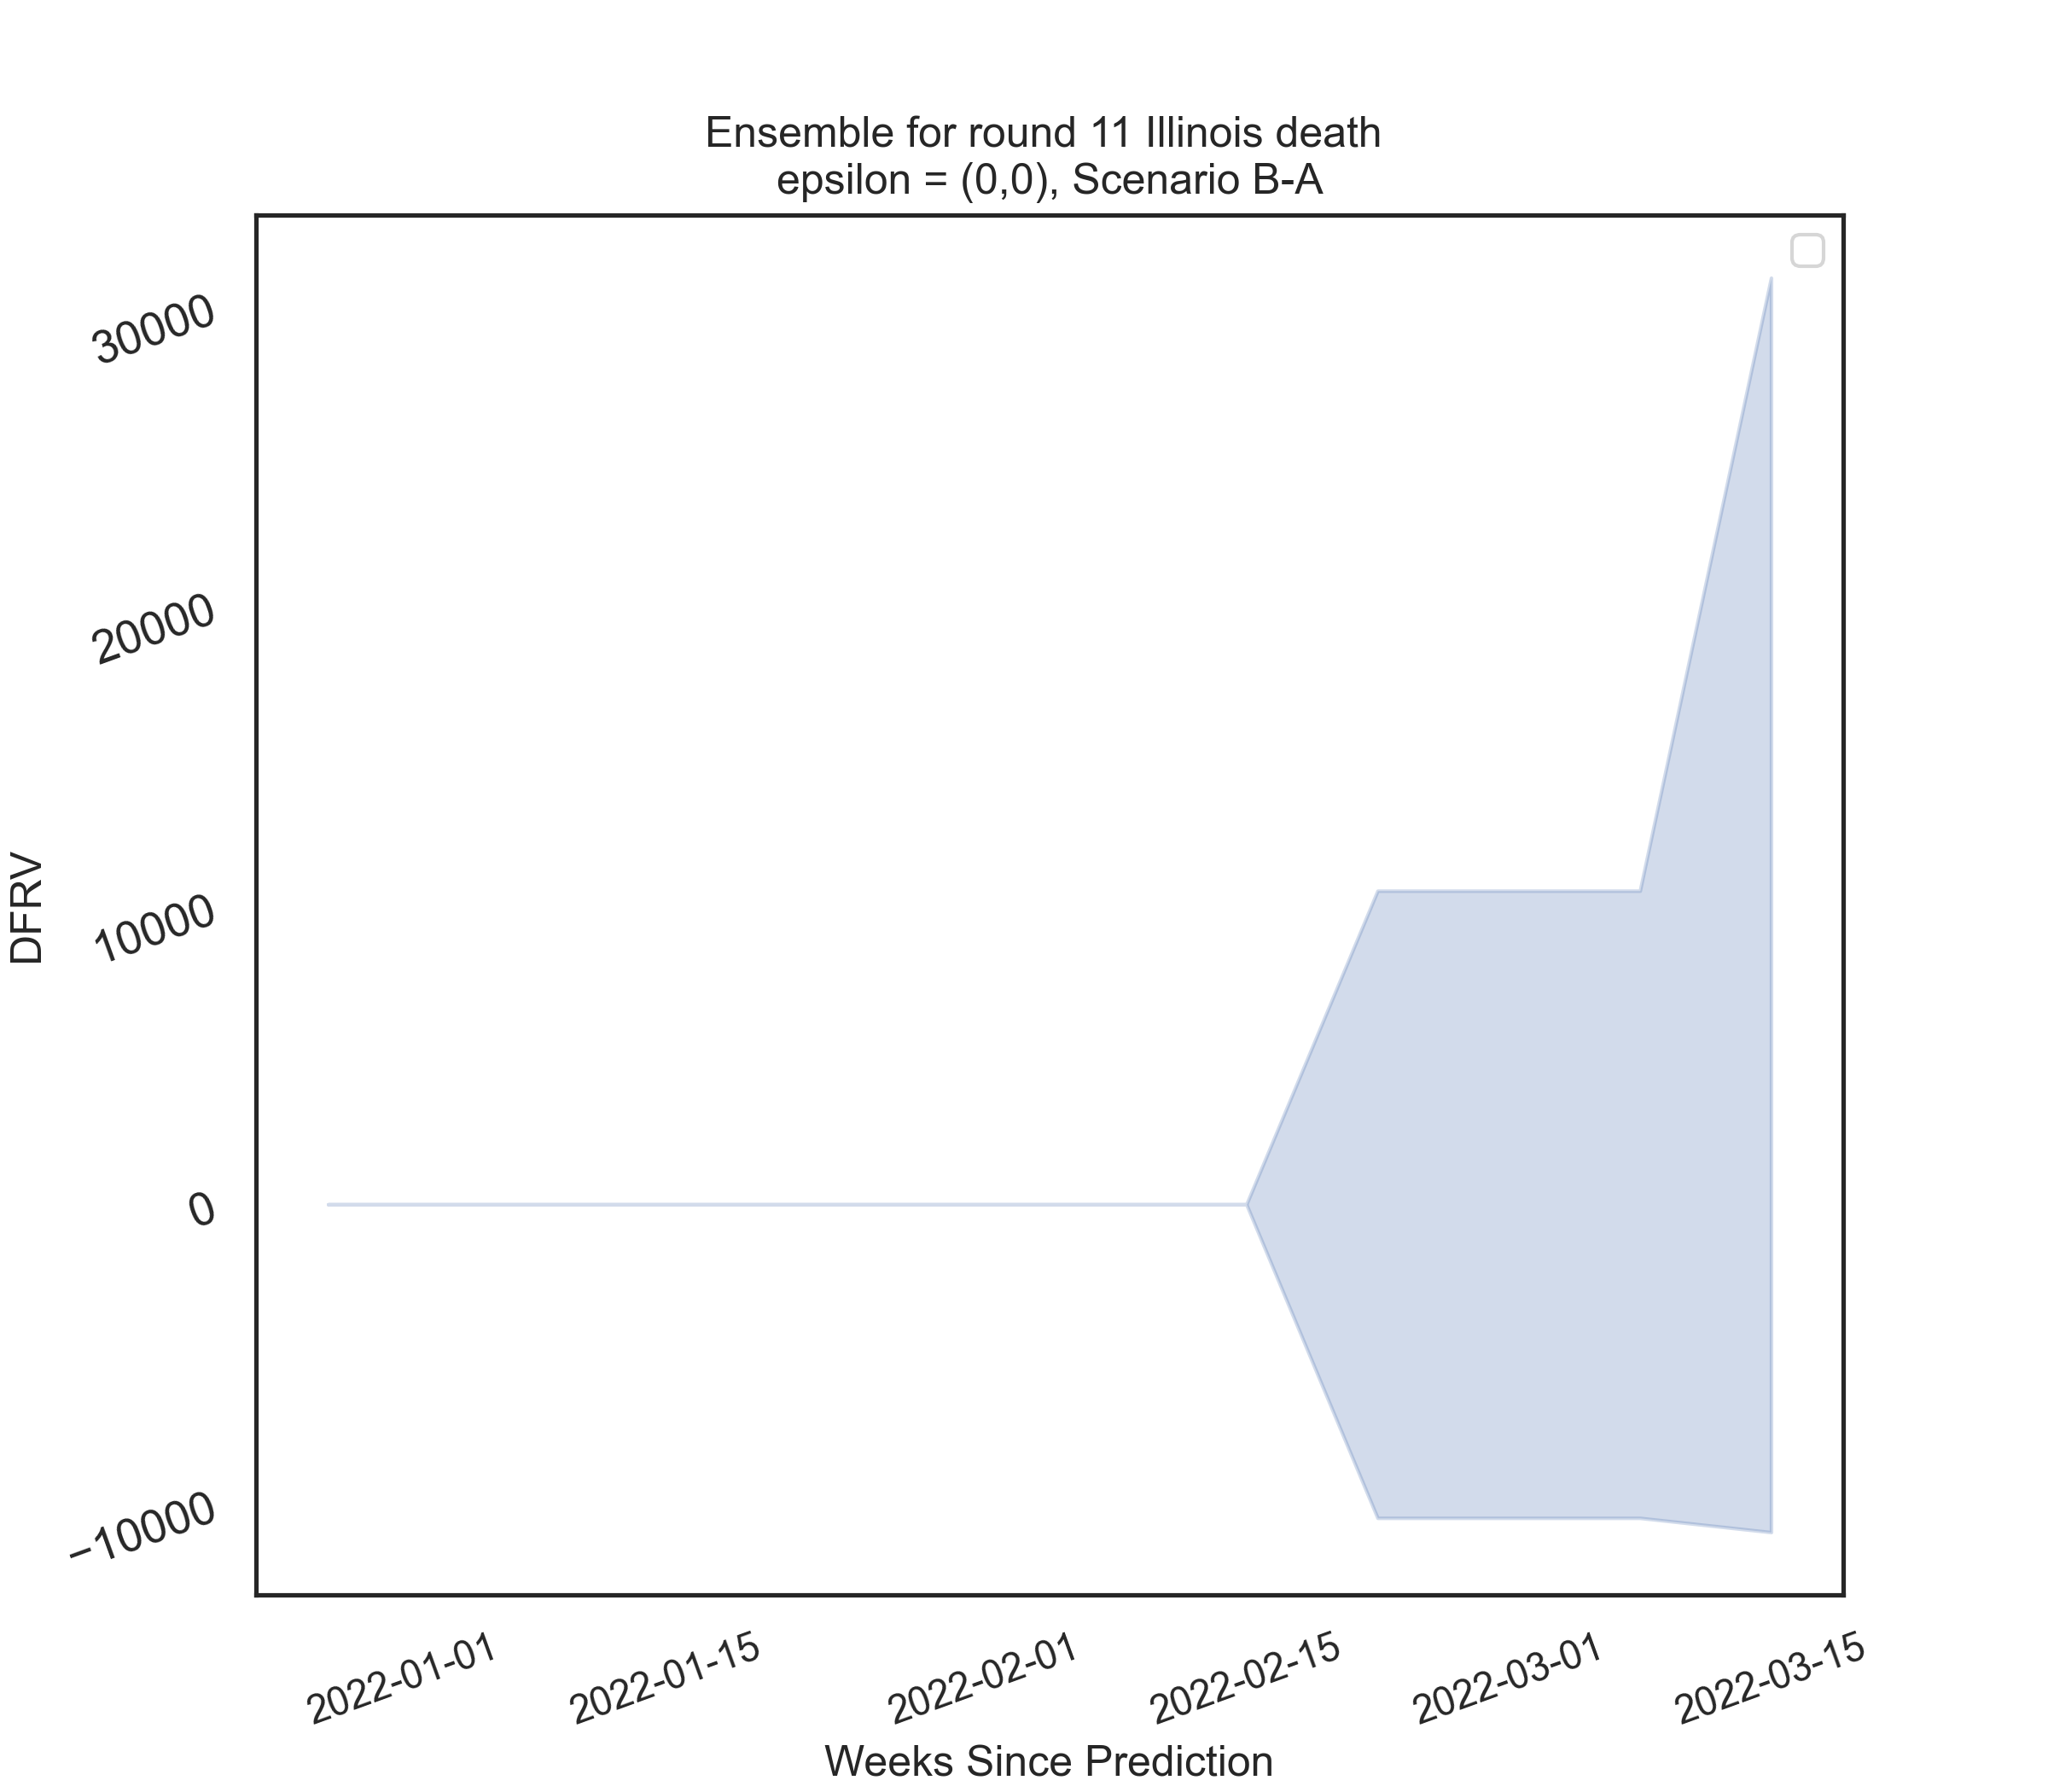 Ensemble for round 11 Illinois death
epsilon = (0,0), Scenario B-A
30000
20000
10000
0
−10000
DFRV
2022-01-01
2022-01-15
2022-02-01
2022-02-15
2022-03-01
2022-03-15
Weeks Since Prediction